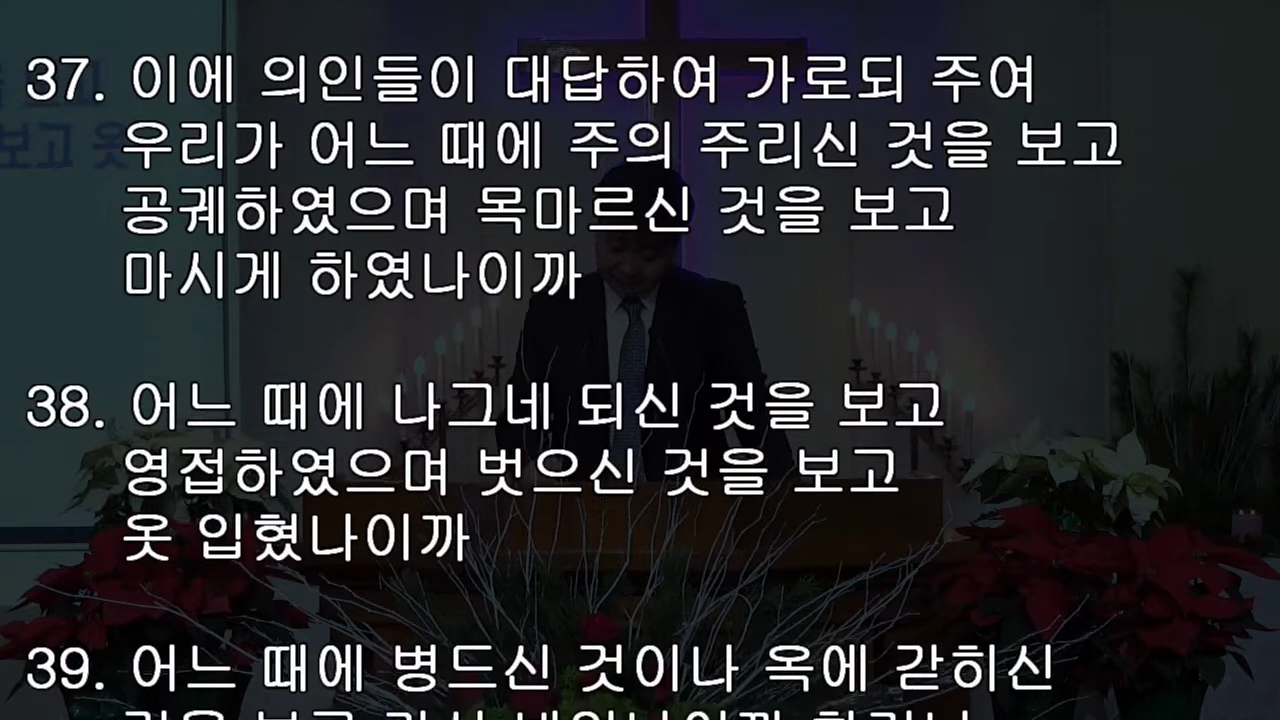 37. 이에 의인들이 대답하여 가로되 주여
우리가 어느 때에 주의 주리신 것을 보고
공궤하였으며 목마르신 것을 보고
마시게 하였나이까
38. 어느 때에 나그네 되신 것을 보고
영접하였으며 벗으신 것을 보고
옷 입혔나이까
39. 어느 때에 병드신 것이나 옥에 갇히신
보고 옷